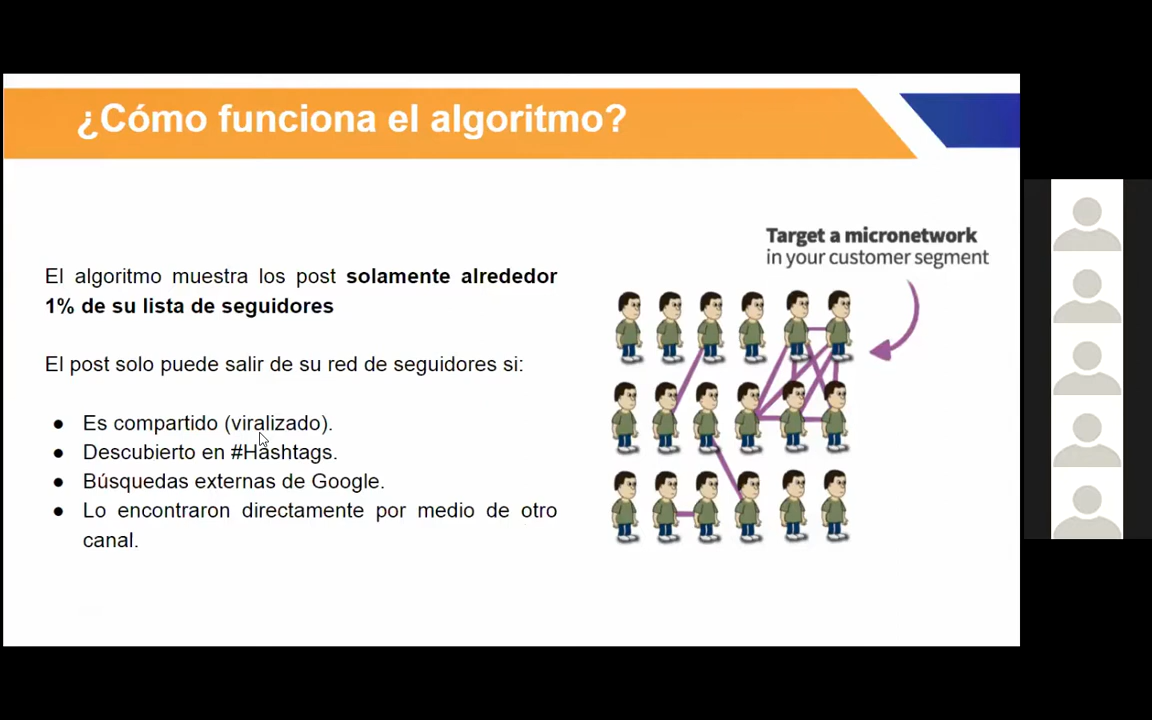 ¿Cómo funciona el algoritmo?
El algoritmo muestra los post solamente alrededor
1% de su lista de seguidores
El post solo puede salir de su red de seguidores si:
● Es compartido (viralizado).
● Descubierto en #Hashtags.
● Búsquedas externas de Google.
● Lo encontraron directamente por medio de otro
canal.
Target a micronetwork
in your customer segment